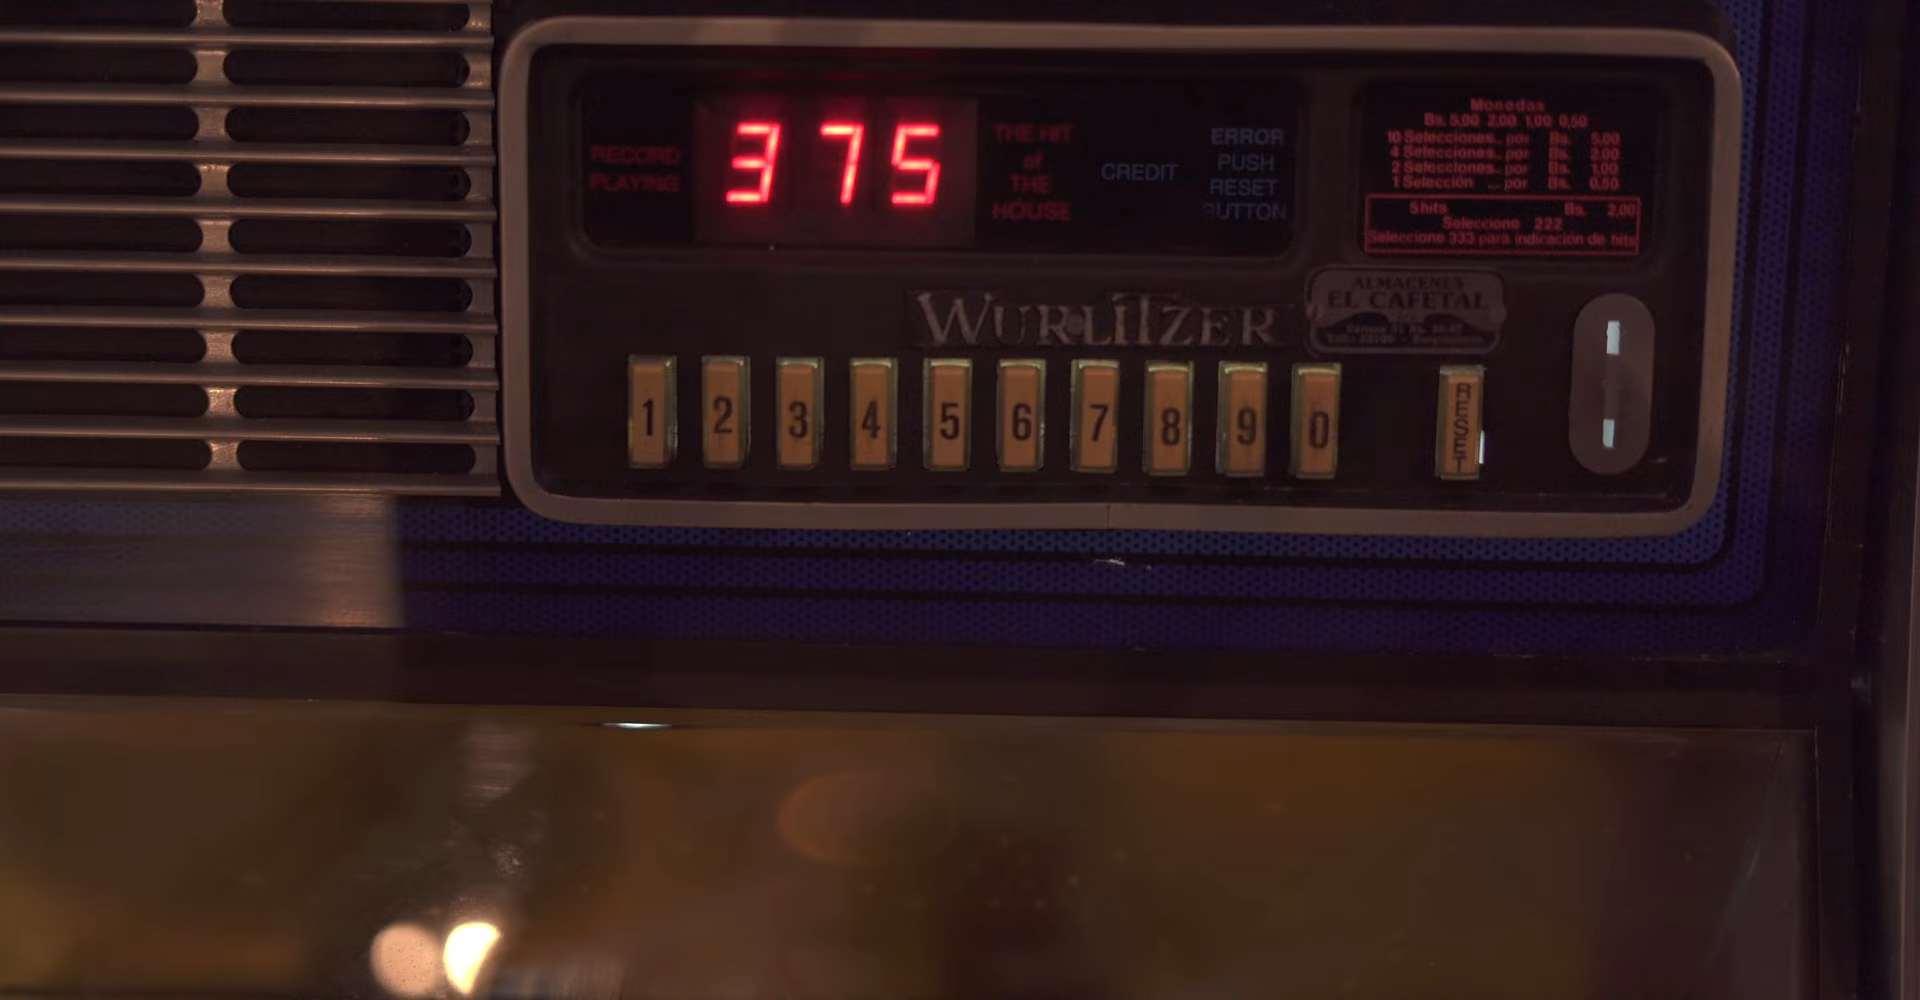 RECORD
PLAYING
375
THE HIT
of
THE
HOUSE
CREDIT
ERROR
PUSH
RESET
BUTTON
Monedas
Bs. 5,00 2,00 1,00 0,50
10 Selecciones.. por Bs. 5,00
4 Selecciones.. por Bs. 2,00
2 Selecciones.. por Bs. 1,00
1 Selección ... por Bs. 0,50
5 hits Bs. 2,00
Seleccione 222
Seleccione 333 para indicación de hits
WURLITZER
ALMACENES
EL CAFETAL
1 2 3 4 5 6 7 8 9 0
RESET